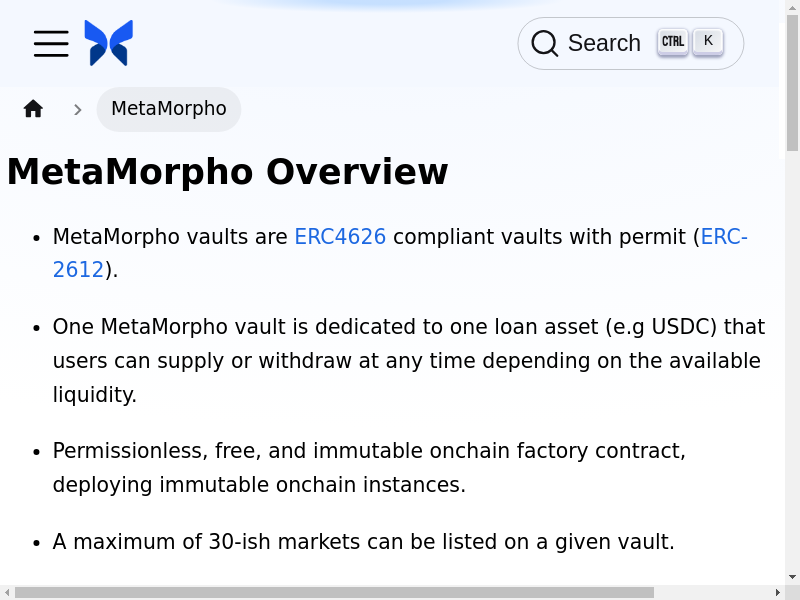 Search CTRL K
MetaMorpho
MetaMorpho Overview
• MetaMorpho vaults are ERC4626 compliant vaults with permit (ERC-
2612).
• One MetaMorpho vault is dedicated to one loan asset (e.g USDC) that
users can supply or withdraw at any time depending on the available
liquidity.
• Permissionless, free, and immutable onchain factory contract,
deploying immutable onchain instances.
• A maximum of 30-ish markets can be listed on a given vault.